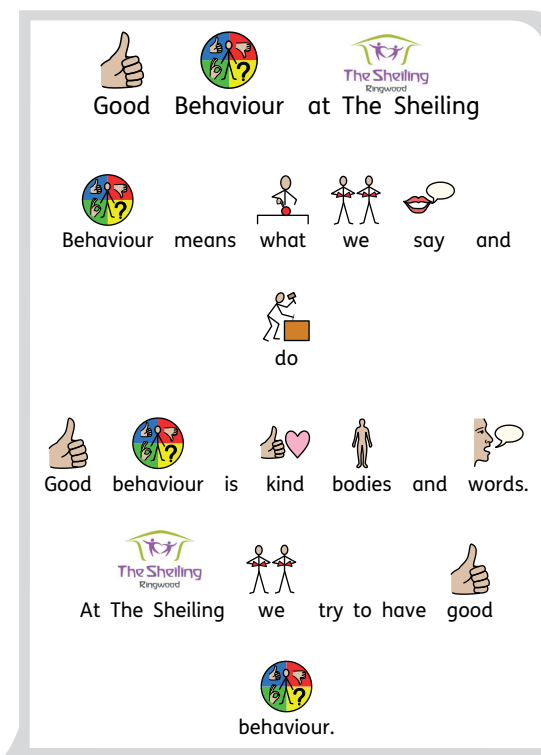 The Sheiling
Ringwood
Good Behaviour at The Sheiling
?
Behaviour means what we say and
do
?
Good behaviour is kind bodies and words.
The Sheiling
Ringwood
At The Sheiling we try to have good
?
behaviour.